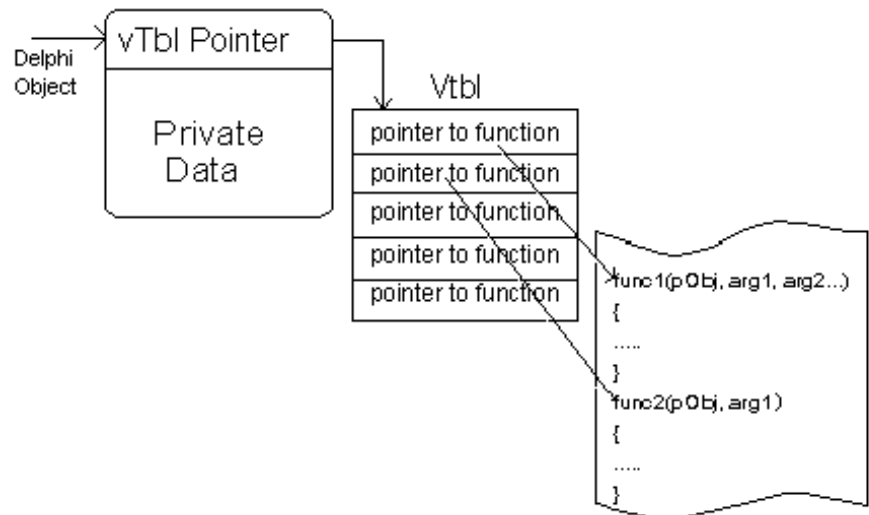 Delphi
Object
vTbl Pointer
Private
Data
Vtbl
pointer to function
pointer to function
pointer to function
pointer to function
pointer to function
func1(pObj, arg1, arg2...)
{
.....
}
func2(pObj, arg1)
{
.....
}